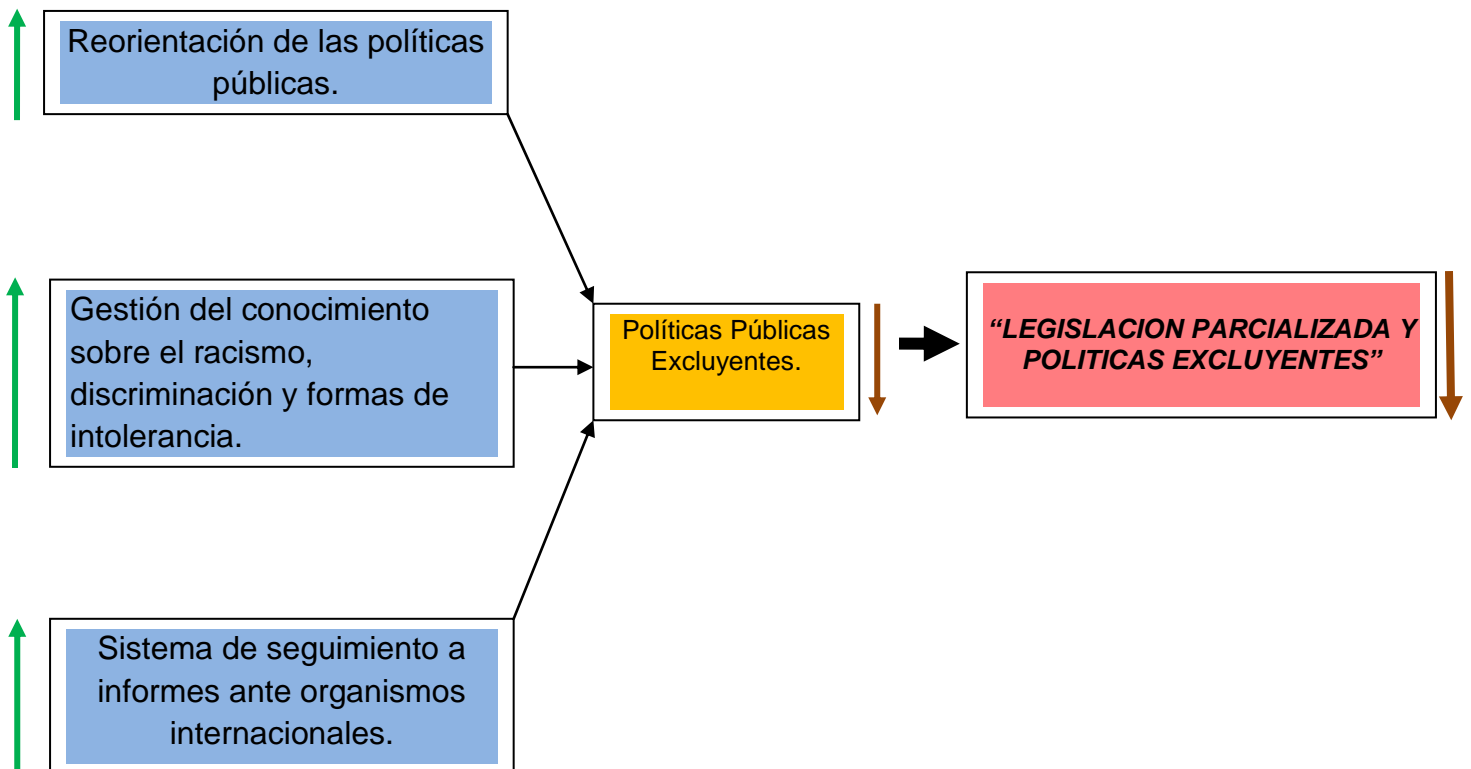 Reorientación de las políticas
públicas.
Gestión del conocimiento
sobre el racismo,
discriminación y formas de
intolerancia.
Políticas Públicas
Excluyentes.
“LEGISLACION PARCIALIZADA Y
POLITICAS EXCLUYENTES”
Sistema de seguimiento a
informes ante organismos
internacionales.